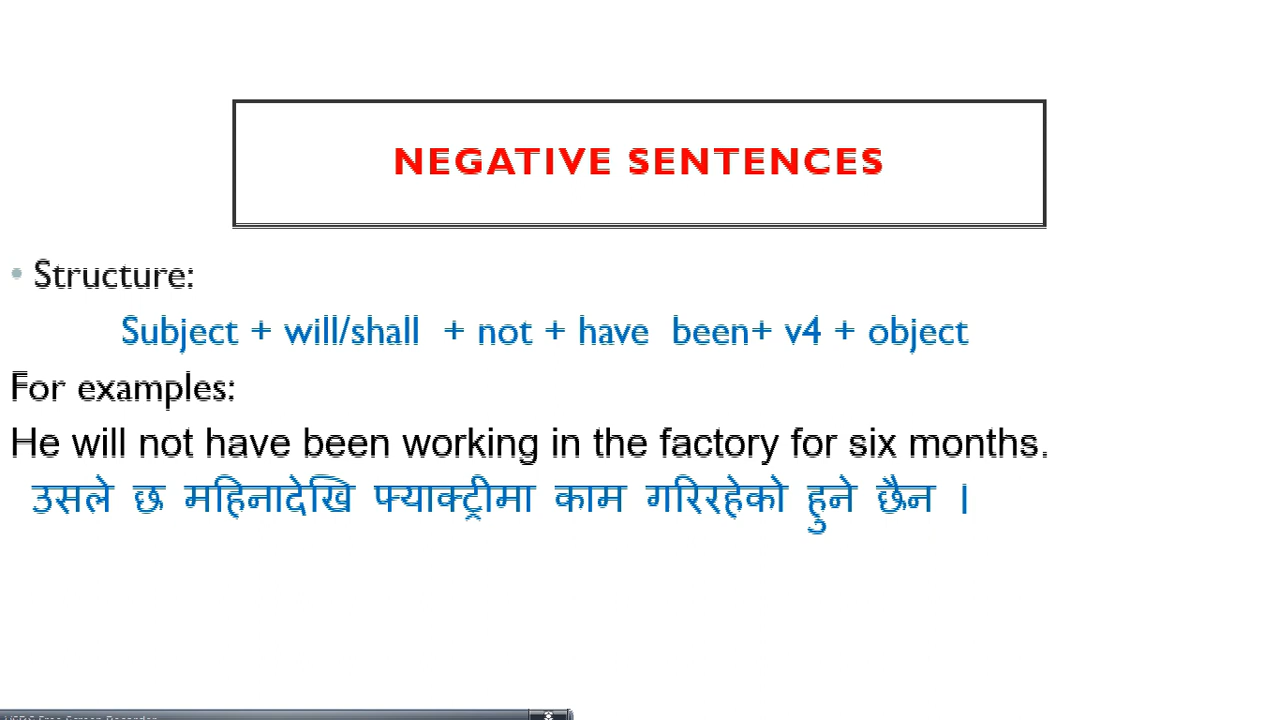 NEGATIVE SENTENCES
• Structure:
Subject + will/shall + not + have been+ v4 + object
For examples:
He will not have been working in the factory for six months.
उसले छ महिनादेखि फ्याक्ट्रीमा काम गरिरहेको हुने छैन ।